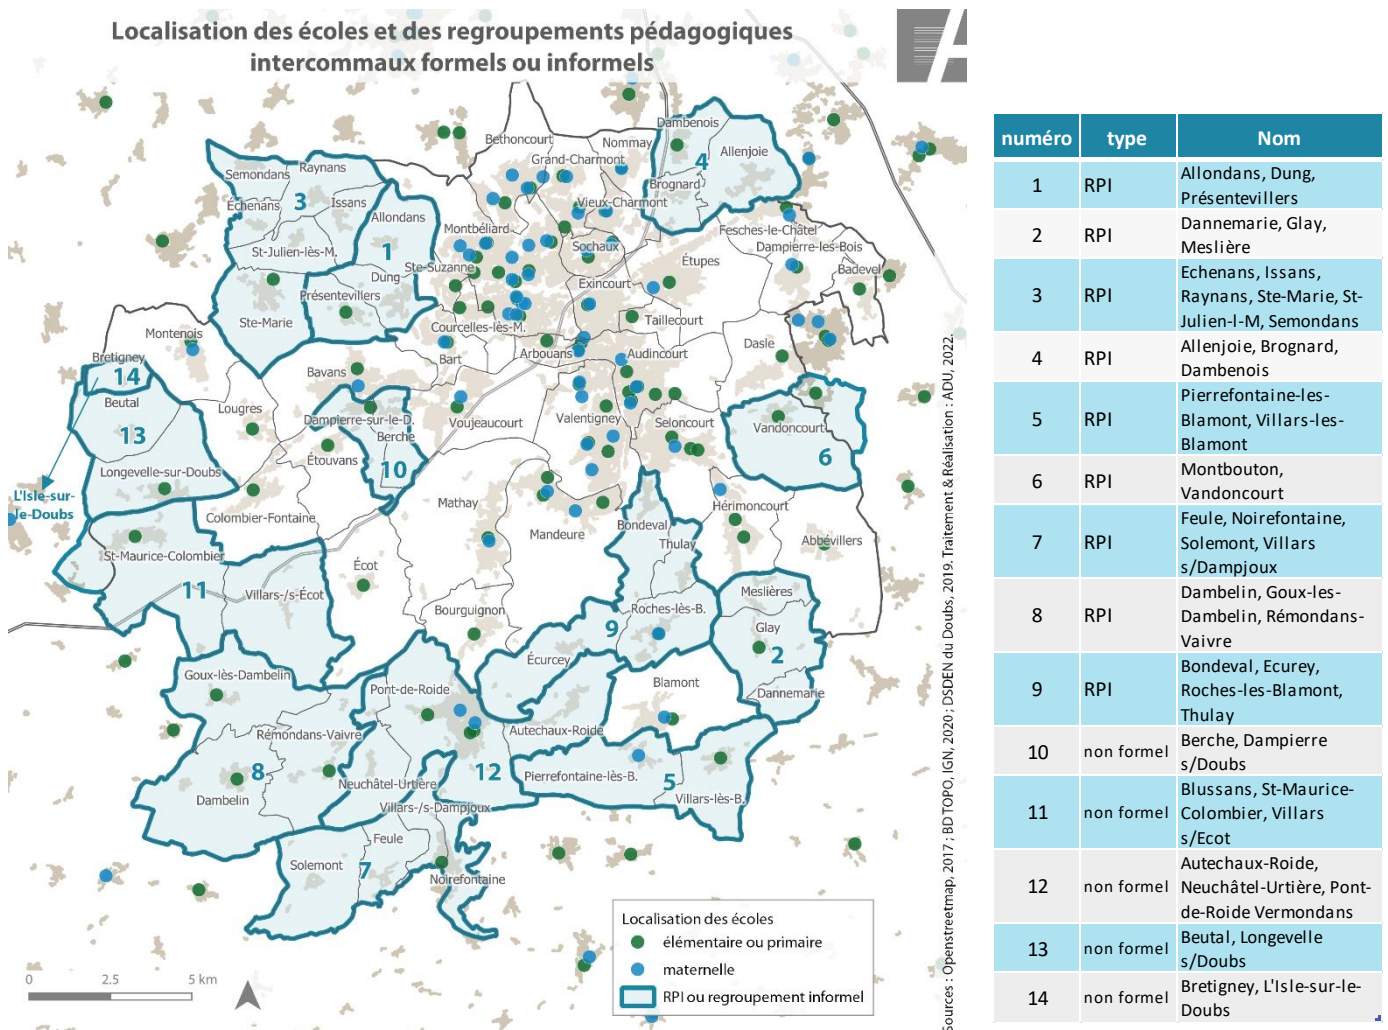 Localisation des écoles et des regroupements pédagogiques
intercommaux formels ou informels
Dambenois
Bethoncourt
Nommay
Allenjoie
4
Grand-Charmont
Raynans
Semondans
Brognard
Échenans
3
Issans
Vieux-Charmont
Allondans
Montbéliard
Fesches-le-Châtel
Sochaux
Dampierre-les-Bois
St-Julien-lès-M.
1
Étupes
Ste-Suzanne
Badevel
Dung
Exincourt
Présentevillers
Ste-Marie
Taillecourt
Courcelles-lès-M.
Montenois
Dasle
Bretigney
Bart
Arbouans
Audincourt
14
Bavans
Beutal
Lougres
Dampierre-sur-le-D.
Voujeaucourt
Valentigney
Seloncourt
Vandoncourt
13
Berche
6
Étouvans
10
Longevelle-sur-Doubs
L'Isle-sur-
le-Doubs
Mathay
Hérimoncourt
Colombier-Fontaine
Bondeval
Mandeure
Abbévillers
Thulay
St-Maurice-Colombier
Écot
11
Villars-/s-Écot
Meslières
Bourguignon
Roches-lès-B.
9
Glay
2
Écurcey
Goux-lès-Dambelin
Blamont
Pont-de-Roide
Dannemarie
Autechaux-Roide
Rémondans-Vaivre
8
12
Pierrefontaine-lès-B.
5
Neuchâtel-Urtière
Dambelin
Villars-lès-B.
Villars-/s-Dampjoux
Feule
Solemont
7
Noirefontaine
Localisation des écoles
élémentaire ou primaire
maternelle
RPI ou regroupement informel
0 2.5 5 km
Sources : Openstreetmap, 2017 ; BD TOPO, IGN, 2020 ; DSDEN du Doubs, 2019. Traitement & Réalisation : ADU, 2022.
numéro type Nom
1 RPI Allondans, Dung,
Présentevillers
2 RPI Dannemarie, Glay,
Meslière
3 RPI Echenans, Issans,
Raynans, Ste-Marie, St-
Julien-l-M, Semondans
4 RPI Allenjoie, Brognard,
Dambenois
5 RPI Pierrefontaine-les-
Blamont, Villars-les-
Blamont
6 RPI Montbouton,
Vandoncourt
7 RPI Feule, Noirefontaine,
Solemont, Villars
s/Dampjoux
8 RPI Dambelin, Goux-les-
Dambelin, Rémondans-
Vaivre
9 RPI Bondeval, Ecurey,
Roches-les-Blamont,
Thulay
10 non formel Berche, Dampierre
s/Doubs
11 non formel Blussans, St-Maurice-
Colombier, Villars
s/Ecot
12 non formel Autechaux-Roide,
Neuchâtel-Urtière, Pont-
de-Roide Vermondans
13 non formel Beutal, Longevelle
s/Doubs
14 non formel Bretigney, L'Isle-sur-le-
Doubs